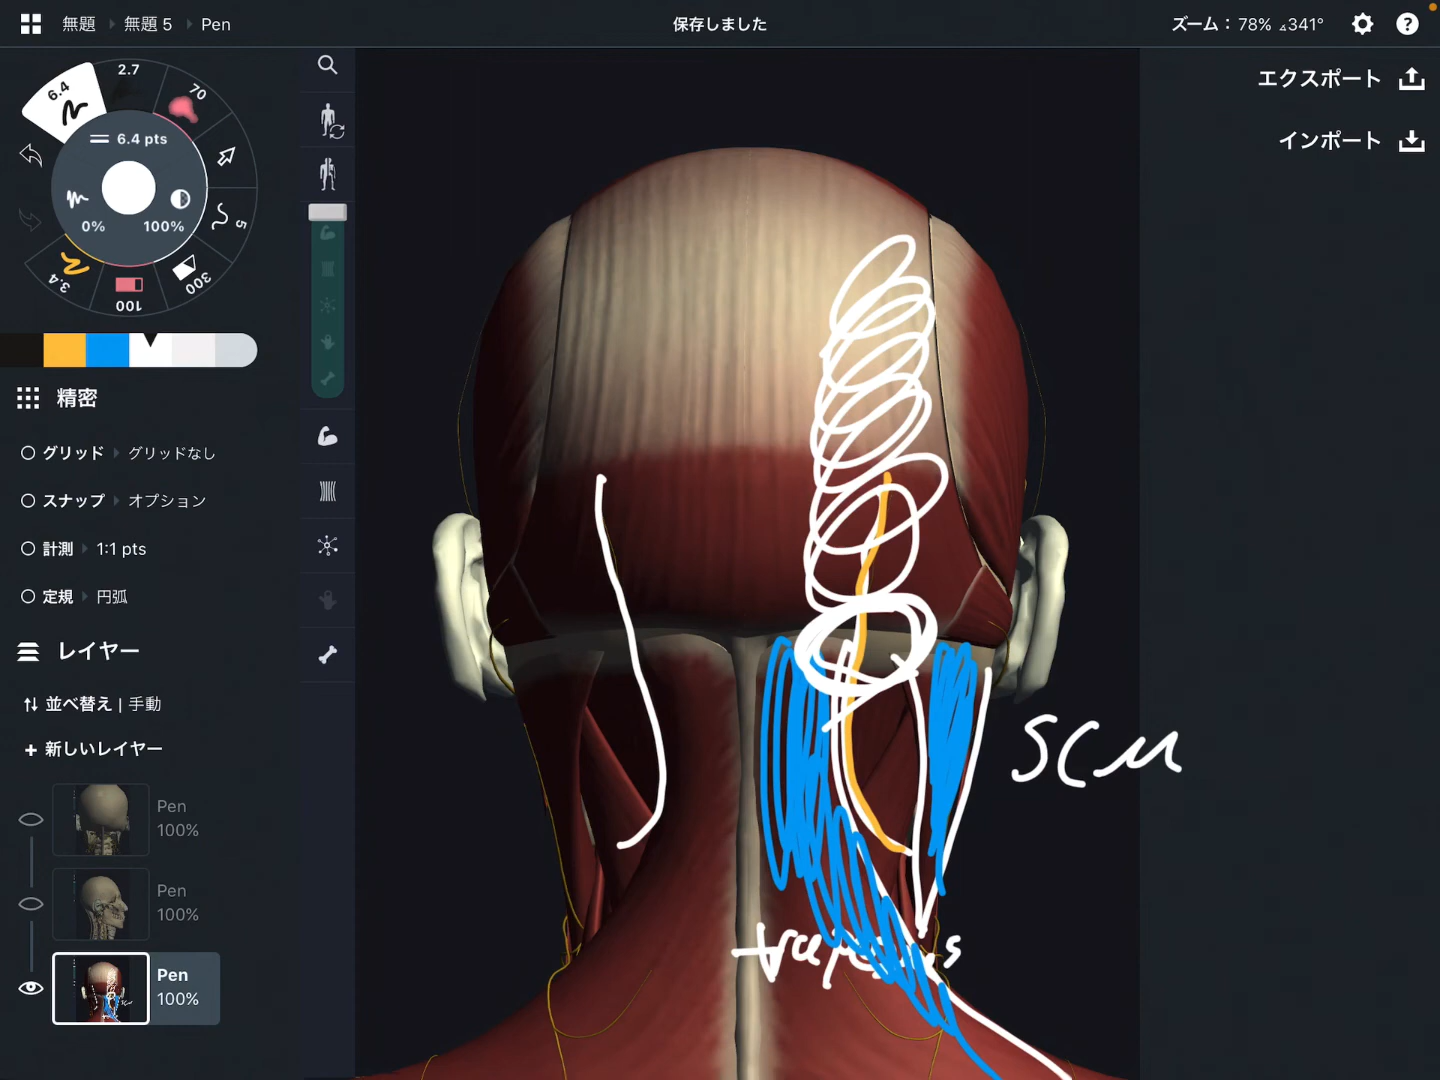 無題 無題 5 Pen
保存しました
ズーム： 78% ⦨341°
エクスポート
インポート
2.7
6.4
70
6.4 pts
0%
100%
5
3.4
100
300
精密
グリッド グリッドなし
スナップ オプション
計測 1:1 pts
定規 円弧
レイヤー
並べ替え | 手動
+ 新しいレイヤー
Pen
100%
Pen
100%
Pen
100%
SCM